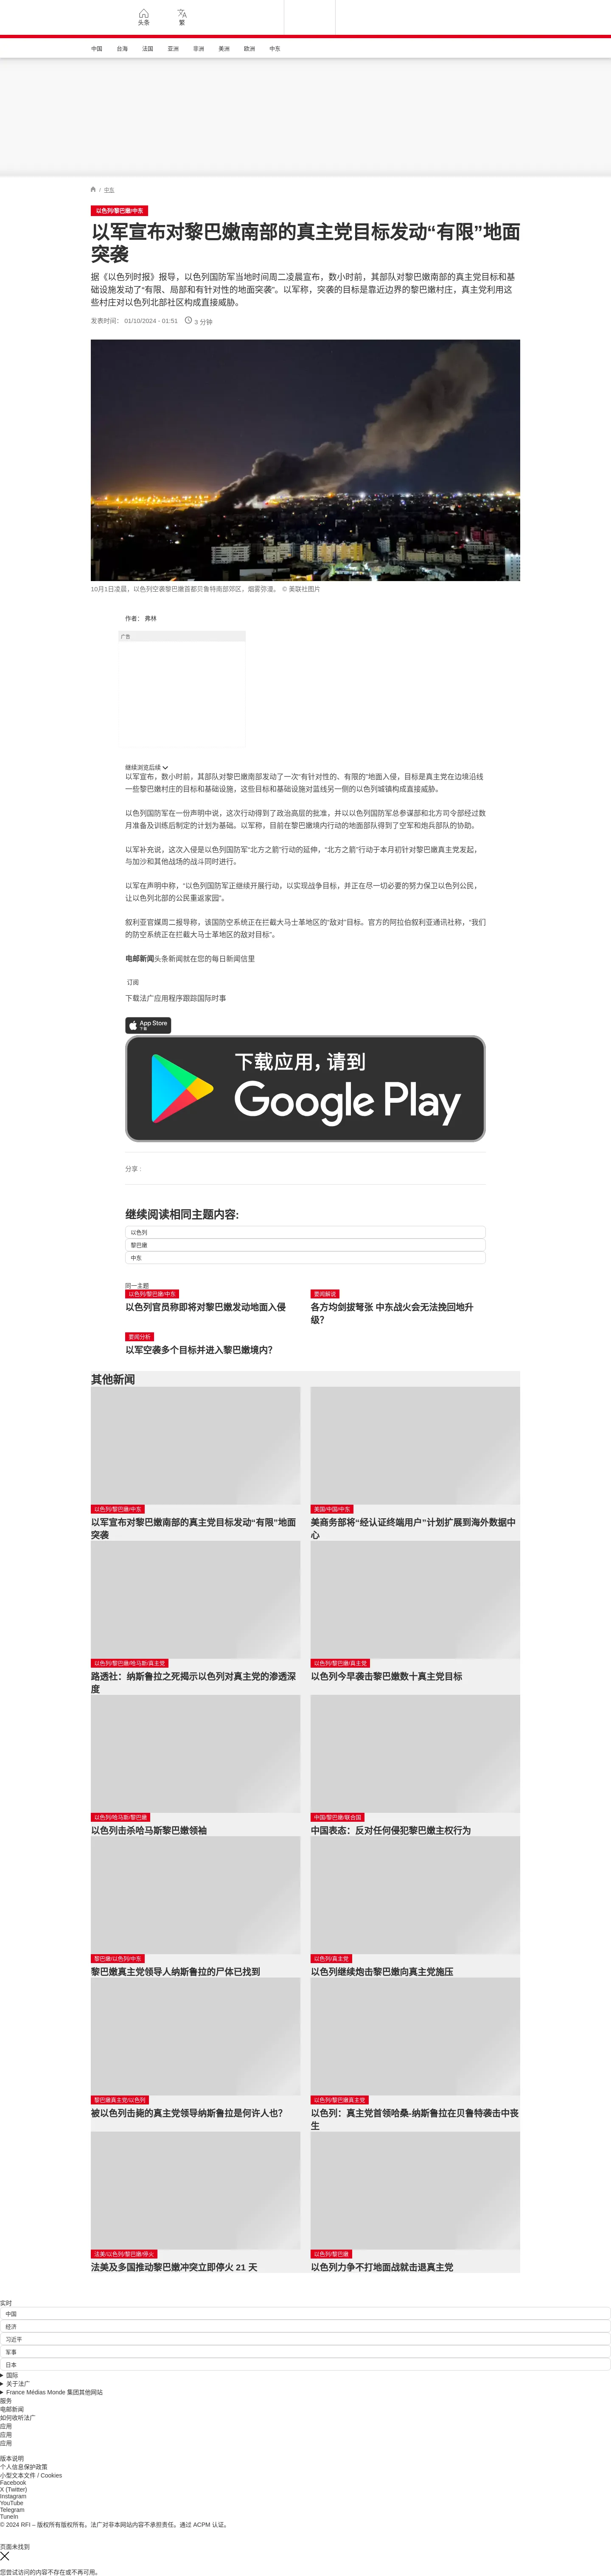 头条
繁
中国 台海 法国 亚洲 非洲 美洲 欧洲 中东
/ 中东
以色列/黎巴嫩/中东
以军宣布对黎巴嫩南部的真主党目标发动“有限”地面
突袭
据《以色列时报》报导，以色列国防军当地时间周二凌晨宣布，数小时前，其部队对黎巴嫩南部的真主党目标和基
础设施发动了“有限、局部和有针对性的地面突袭”。以军称，突袭的目标是靠近边界的黎巴嫩村庄，真主党利用这
些村庄对以色列北部社区构成直接威胁。
发表时间： 01/10/2024 - 01:51 3 分钟
10月1日凌晨，以色列空袭黎巴嫩首都贝鲁特南部郊区，烟雾弥漫。 © 美联社图片
作者： 弗林
广告
继续浏览后续
以军宣布，数小时前，其部队对黎巴嫩南部发动了一次“有针对性的、有限的”地面入侵，目标是真主党在边境沿线
一些黎巴嫩村庄的目标和基础设施，这些目标和基础设施对蓝线另一侧的以色列城镇构成直接威胁。
以色列国防军在一份声明中说，这次行动得到了政治高层的批准，并以以色列国防军总参谋部和北方司令部经过数
月准备及训练后制定的计划为基础。以军称，目前在黎巴嫩境内行动的地面部队得到了空军和炮兵部队的协助。
以军补充说，这次入侵是以色列国防军“北方之箭”行动的延伸，“北方之箭”行动于本月初针对黎巴嫩真主党发起，
与加沙和其他战场的战斗同时进行。
以军在声明中称，“以色列国防军正继续开展行动，以实现战争目标，并正在尽一切必要的努力保卫以色列公民，
让以色列北部的公民重返家园”。
叙利亚官媒周二报导称，该国防空系统正在拦截大马士革地区的“敌对”目标。官方的阿拉伯叙利亚通讯社称，“我们
的防空系统正在拦截大马士革地区的敌对目标”。
电邮新闻头条新闻就在您的每日新闻信里
订阅
下载法广应用程序跟踪国际时事
App Store
下载
下载应用，请到
Google Play
分享 :
继续阅读相同主题内容:
以色列
黎巴嫩
中东
同一主题
以色列/黎巴嫩/中东
以色列官员称即将对黎巴嫩发动地面入侵
要闻解说
各方均剑拔弩张 中东战火会无法挽回地升
级？
要闻分析
以军空袭多个目标并进入黎巴嫩境内？
其他新闻
以色列/黎巴嫩/中东
以军宣布对黎巴嫩南部的真主党目标发动“有限”地面
突袭
美国/中国/中东
美商务部将“经认证终端用户”计划扩展到海外数据中
心
以色列/黎巴嫩/哈马斯/真主党
路透社：纳斯鲁拉之死揭示以色列对真主党的渗透深
度
以色列/黎巴嫩/真主党
以色列今早袭击黎巴嫩数十真主党目标
以色列/哈马斯/黎巴嫩
以色列击杀哈马斯黎巴嫩领袖
中国/黎巴嫩/联合国
中国表态：反对任何侵犯黎巴嫩主权行为
黎巴嫩/以色列/中东
黎巴嫩真主党领导人纳斯鲁拉的尸体已找到
以色列/真主党
以色列继续炮击黎巴嫩向真主党施压
黎巴嫩真主党/以色列
被以色列击毙的真主党领导纳斯鲁拉是何许人也？
以色列/黎巴嫩真主党
以色列：真主党首领哈桑-纳斯鲁拉在贝鲁特袭击中丧
生
法美/以色列/黎巴嫩/停火
法美及多国推动黎巴嫩冲突立即停火 21 天
以色列/黎巴嫩
以色列力争不打地面战就击退真主党
实时
中国
经济
习近平
军事
日本
国际
关于法广
France Médias Monde 集团其他网站
服务
电邮新闻
如何收听法广
应用
应用
应用
版本说明
个人信息保护政策
小型文本文件 / Cookies
Facebook
X (Twitter)
Instagram
YouTube
Telegram
TuneIn
© 2024 RFI – 版权所有版权所有。法广对非本网站内容不承担责任。通过 ACPM 认证。
页面未找到
您尝试访问的内容不存在或不再可用。